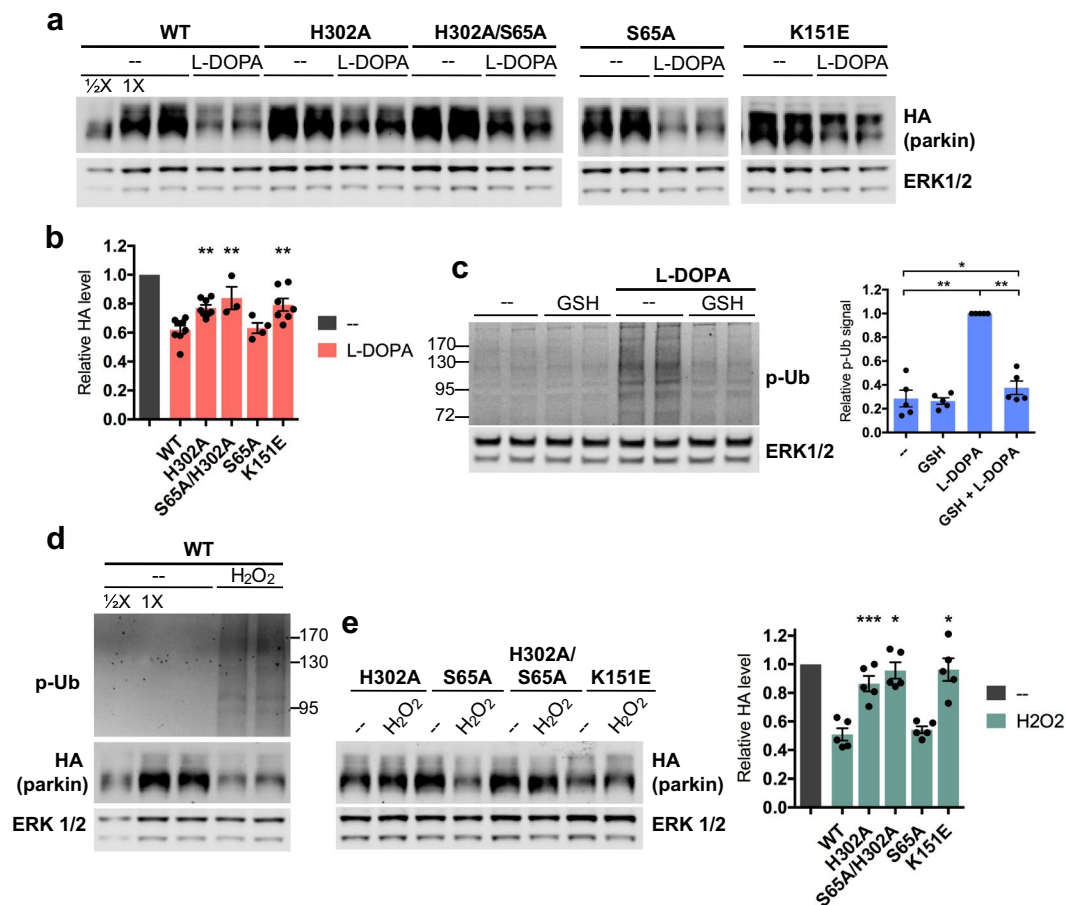 a
WT H302A H302A/S65A S65A K151E
-- L-DOPA -- L-DOPA -- L-DOPA -- L-DOPA -- L-DOPA
½X 1X
HA
(parkin)
ERK1/2
b
Relative HA level
1.2
1.0
0.8
0.6
0.4
0.2
0.0
** ** **
WT
H302A
S65A/H302A
S65A
K151E
--
L-DOPA
c
L-DOPA
-- GSH -- GSH
170
130
95
72
p-Ub
ERK1/2
Relative p-Ub signal
1.2
1.0
0.8
0.6
0.4
0.2
0.0
*
** **
--
GSH
L-DOPA
GSH + L-DOPA
d
WT
-- H2O2
½X 1X
p-Ub
170
130
95
HA
(parkin)
ERK 1/2
e
H302A S65A H302A/
S65A K151E
-- H2O2 -- H2O2 -- H2O2 -- H2O2
HA
(parkin)
ERK 1/2
Relative HA level
1.2
1.0
0.8
0.6
0.4
0.2
0.0
*** * *
WT
H302A
S65A/H302A
S65A
K151E
--
H2O2